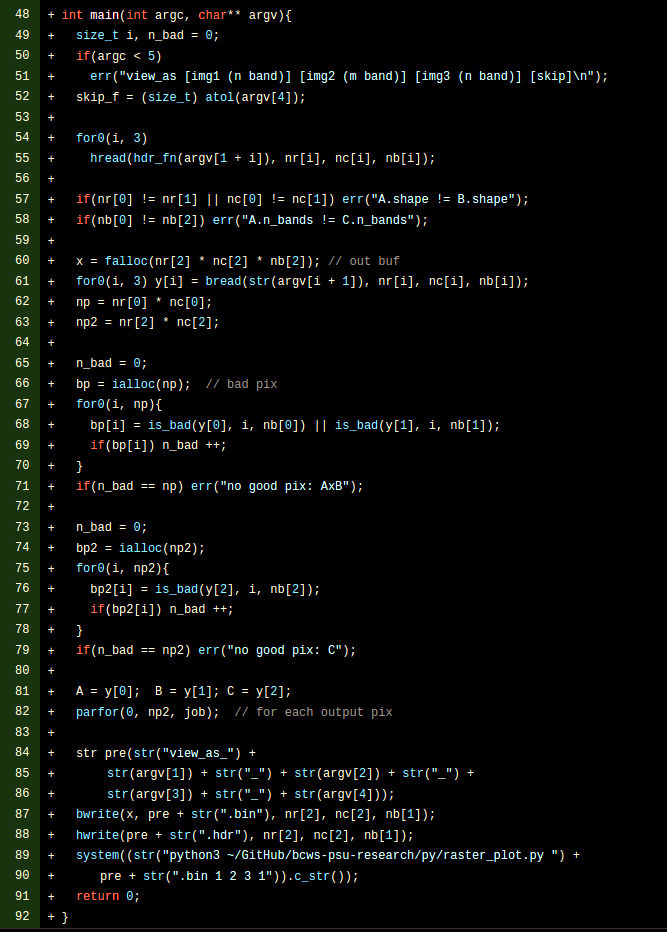 48 + int main(int argc, char** argv){
49 +   size_t i, n_bad = 0;
50 +   if(argc < 5)
51 +     err("view_as [img1 (n band)] [img2 (m band)] [img3 (n band)] [skip]\n");
52 +   skip_f = (size_t) atol(argv[4]);
53 +
54 +   for0(i, 3)
55 +     hread(hdr_fn(argv[1 + i]), nr[i], nc[i], nb[i]);
56 +
57 +   if(nr[0] != nr[1] || nc[0] != nc[1]) err("A.shape != B.shape");
58 +   if(nb[0] != nb[2]) err("A.n_bands != C.n_bands");
59 +
60 +   x = falloc(nr[2] * nc[2] * nb[2]); // out buf
61 +   for0(i, 3) y[i] = bread(str(argv[i + 1]), nr[i], nc[i], nb[i]);
62 +   np = nr[0] * nc[0];
63 +   np2 = nr[2] * nc[2];
64 +
65 +   n_bad = 0;
66 +   bp = ialloc(np);  // bad pix
67 +   for0(i, np){
68 +     bp[i] = is_bad(y[0], i, nb[0]) || is_bad(y[1], i, nb[1]);
69 +     if(bp[i]) n_bad ++;
70 +   }
71 +   if(n_bad == np) err("no good pix: AxB");
72 +
73 +   n_bad = 0;
74 +   bp2 = ialloc(np2);
75 +   for0(i, np2){
76 +     bp2[i] = is_bad(y[2], i, nb[2]);
77 +     if(bp2[i]) n_bad ++;
78 +   }
79 +   if(n_bad == np2) err("no good pix: C");
80 +
81 +   A = y[0];  B = y[1]; C = y[2];
82 +   parfor(0, np2, job);  // for each output pix
83 +
84 +   str pre(str("view_as_") +
85 +       str(argv[1]) + str("_") + str(argv[2]) + str("_") +
86 +       str(argv[3]) + str("_") + str(argv[4]));
87 +   bwrite(x, pre + str(".bin"), nr[2], nc[2], nb[1]);
88 +   hwrite(pre + str(".hdr"), nr[2], nc[2], nb[1]);
89 +   system((str("python3 ~/GitHub/bcws-psu-research/py/raster_plot.py ") +
90 +      pre + str(".bin 1 2 3 1")).c_str());
91 +   return 0;
92 + }